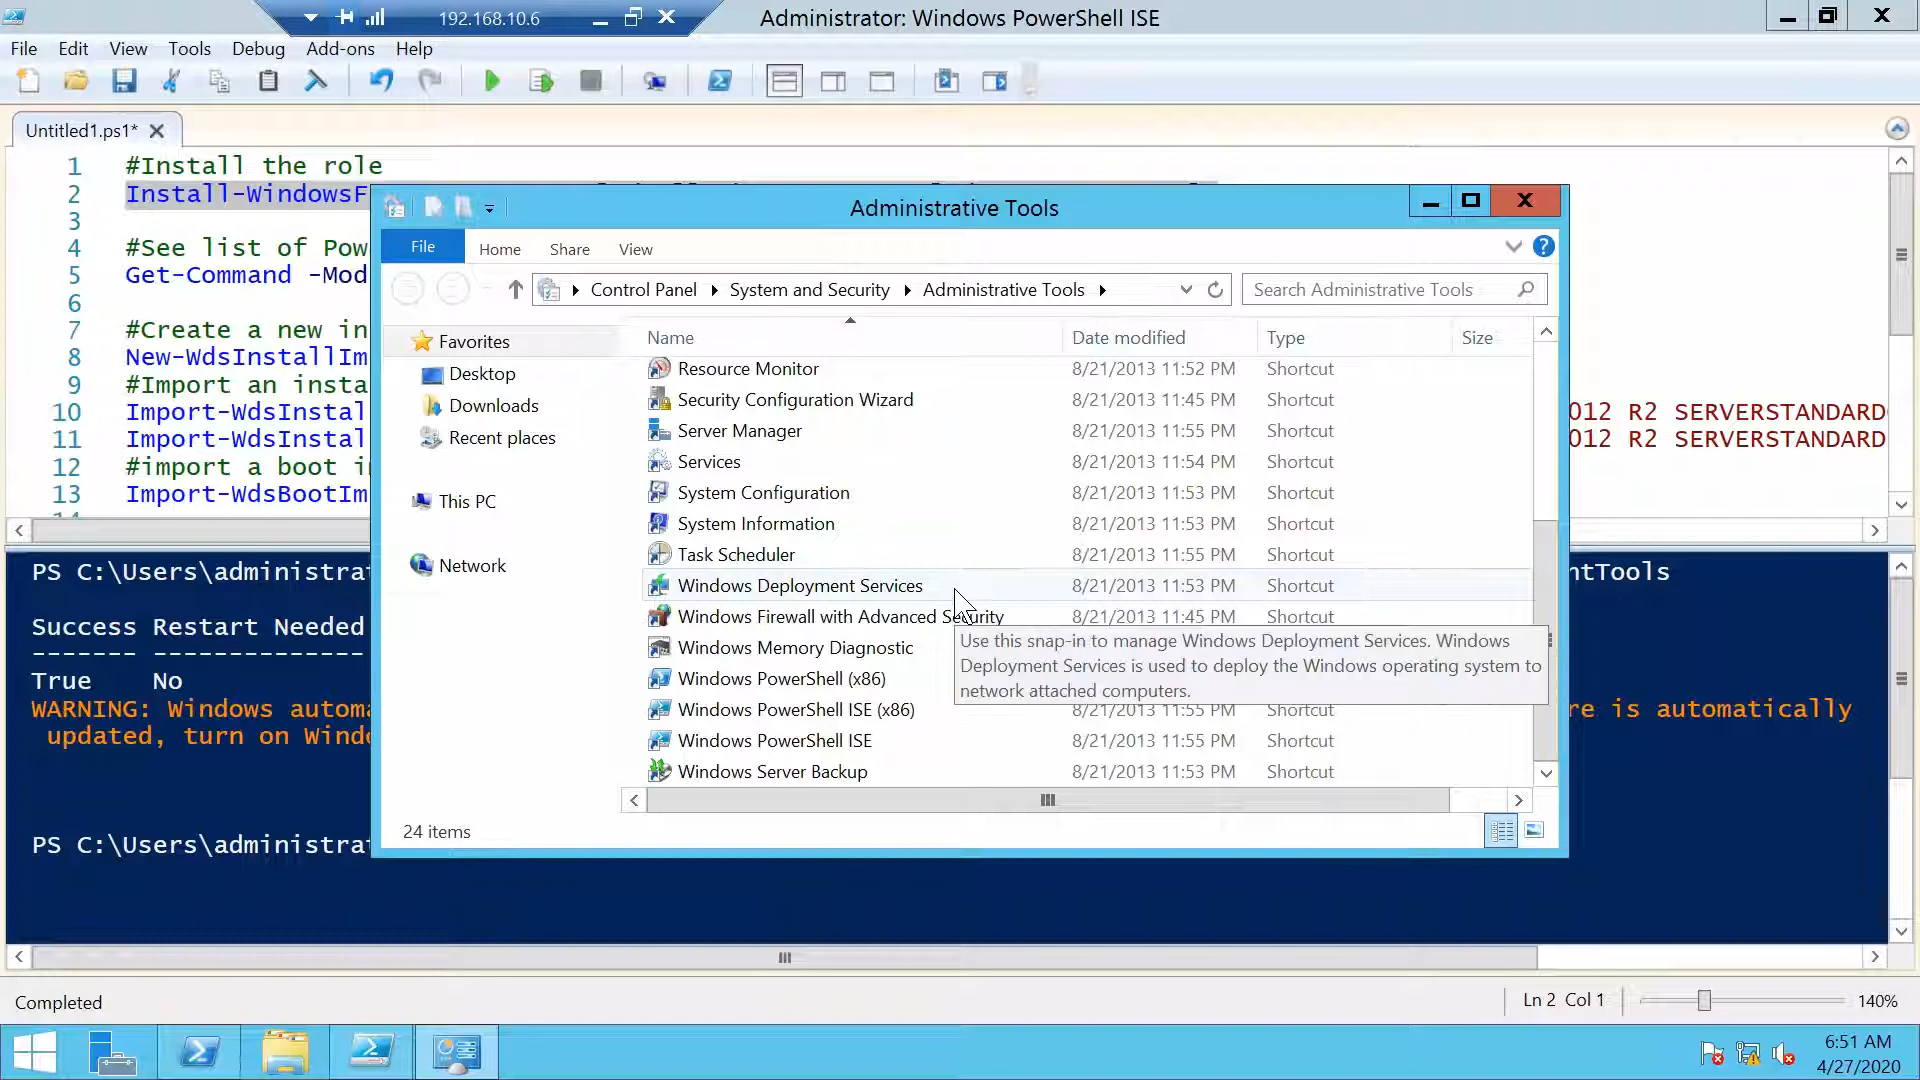 192.168.10.6
Administrator: Windows PowerShell ISE
File Edit View Tools Debug Add-ons Help
Untitled1.ps1*
1 #Install the role
2 Install-WindowsF
3
4 #See list of Pow
5 Get-Command -Mod
6
7 #Create a new in
8 New-WdsInstallIm
9 #Import an insta
10 Import-WdsInstal 012 R2 SERVERSTANDARD
11 Import-WdsInstal 012 R2 SERVERSTANDARD
12 #import a boot i
13 Import-WdsBootIm
Administrative Tools
File Home Share View
Control Panel System and Security Administrative Tools
Search Administrative Tools
Favorites
Desktop
Downloads
Recent places
This PC
Network
Name Date modified Type Size
Resource Monitor 8/21/2013 11:52 PM Shortcut
Security Configuration Wizard 8/21/2013 11:45 PM Shortcut
Server Manager 8/21/2013 11:55 PM Shortcut
Services 8/21/2013 11:54 PM Shortcut
System Configuration 8/21/2013 11:53 PM Shortcut
System Information 8/21/2013 11:53 PM Shortcut
Task Scheduler 8/21/2013 11:55 PM Shortcut
Windows Deployment Services 8/21/2013 11:53 PM Shortcut
Windows Firewall with Advanced Security 8/21/2013 11:45 PM Shortcut
Windows Memory Diagnostic
Windows PowerShell (x86)
Windows PowerShell ISE (x86) 8/21/2013 11:55 PM Shortcut
Windows PowerShell ISE 8/21/2013 11:55 PM Shortcut
Windows Server Backup 8/21/2013 11:53 PM Shortcut
Use this snap-in to manage Windows Deployment Services. Windows
Deployment Services is used to deploy the Windows operating system to
network attached computers.
24 items
PS C:\Users\administrat ntTools
Success Restart Needed
------- --------------
True No
WARNING: Windows automa re is automatically
updated, turn on Windo
PS C:\Users\administrat
Completed
Ln 2 Col 1
140%
6:51 AM
4/27/2020